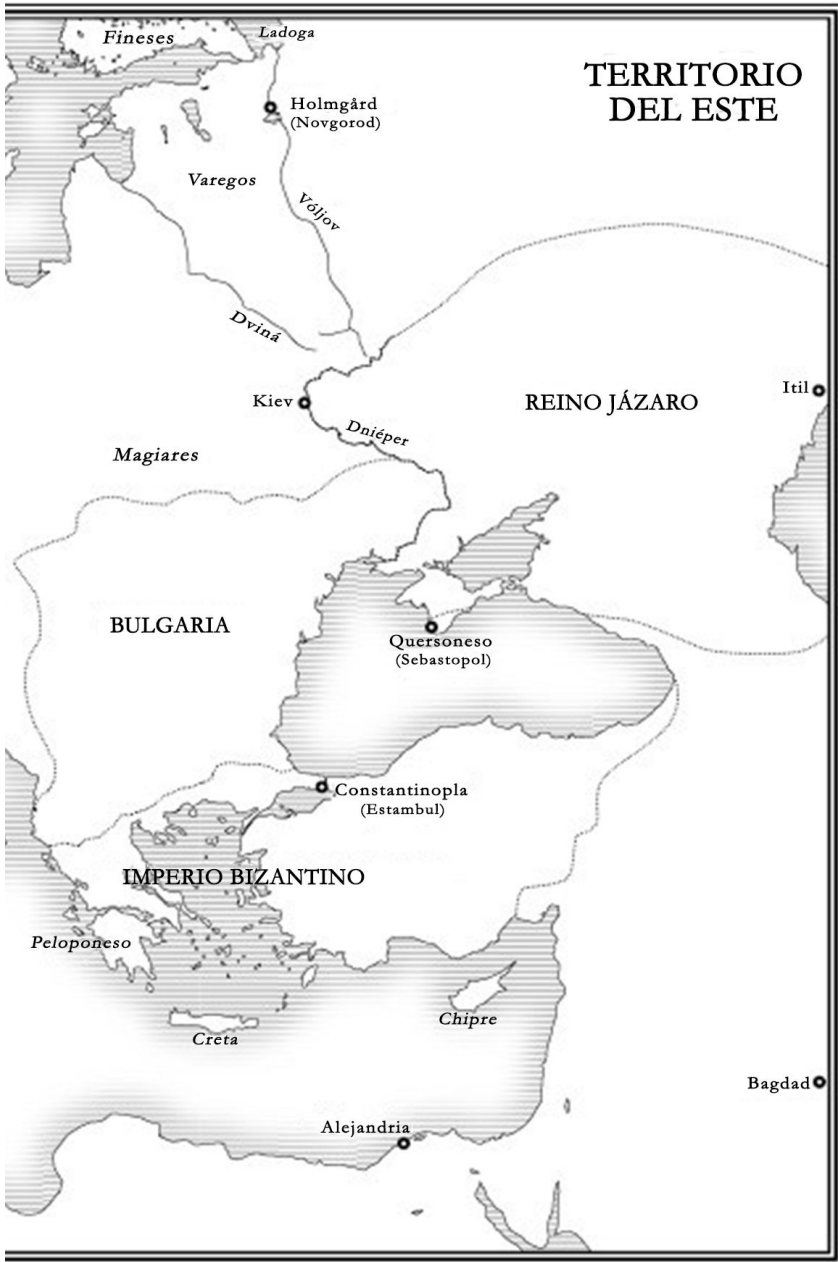 Fineses
Ladoga
TERRITORIO
DEL ESTE
Holmgård
(Novgorod)
Varegos
Vóljov
Dviná
Kiev
Dniéper
REINO JÁZARO
Itil
Magiares
BULGARIA
Quersoneso
(Sebastopol)
Constantinopla
(Estambul)
IMPERIO BIZANTINO
Peloponeso
Creta
Chipre
Bagdad
Alejandria